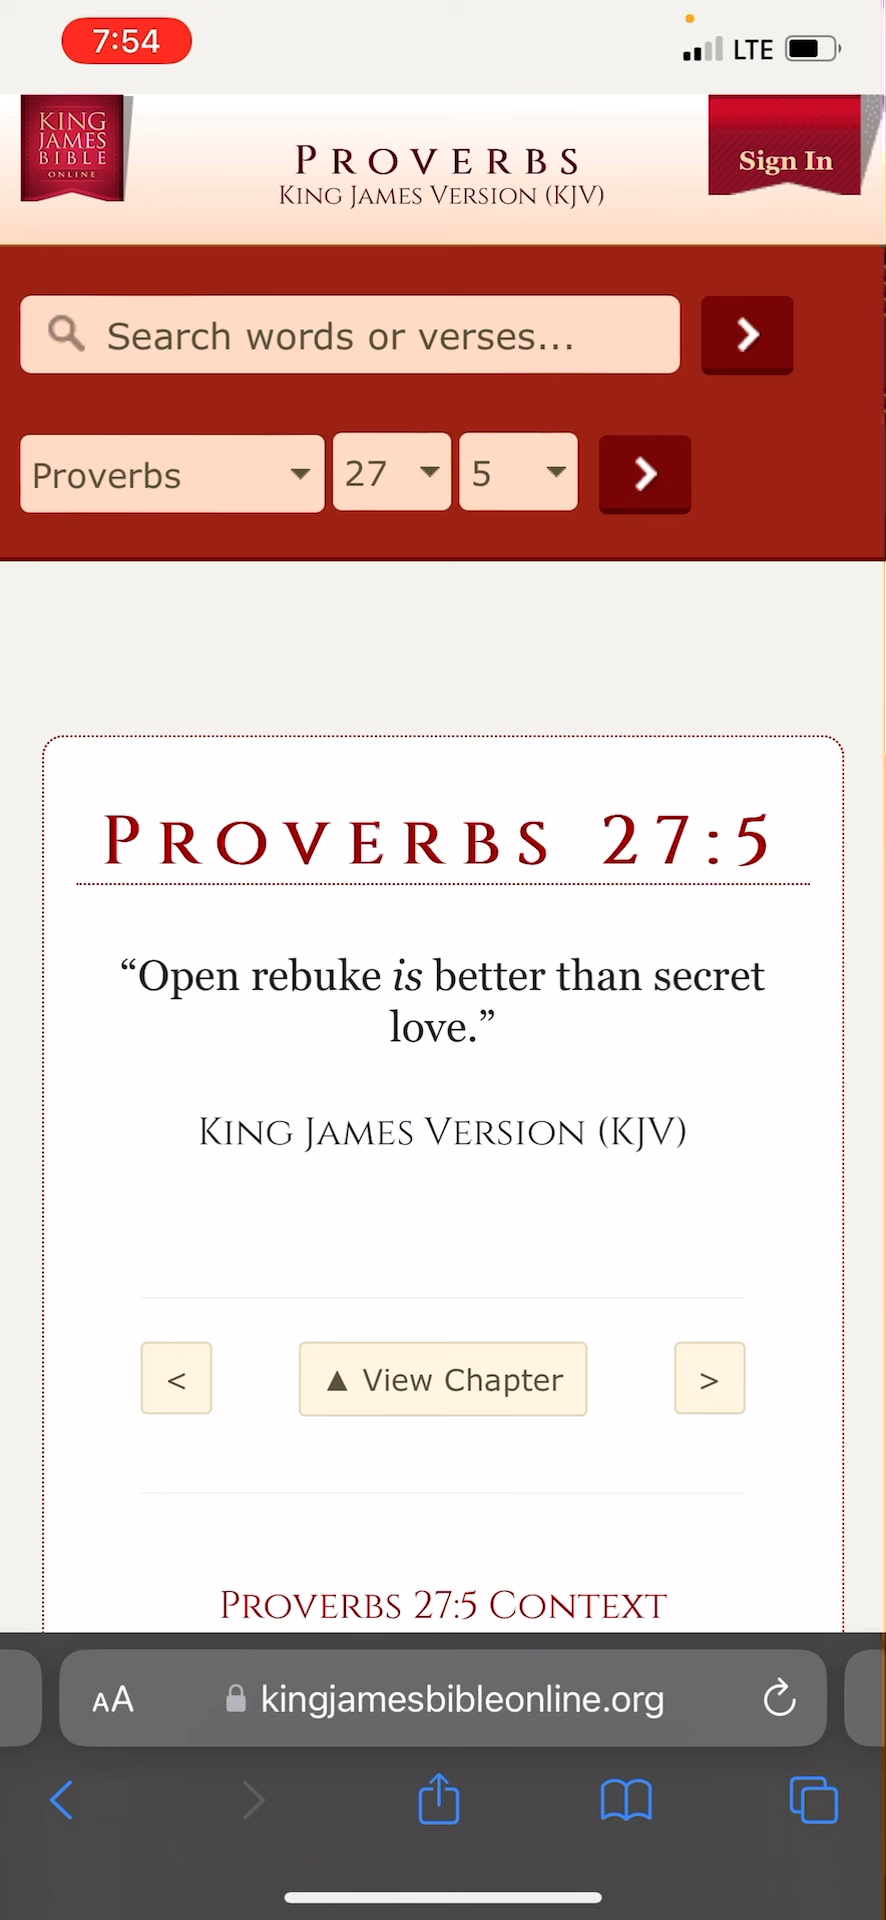 7:54
LTE
KING
JAMES
BIBLE
ONLINE
PROVERBS
KING JAMES VERSION (KJV)
Sign In
Search words or verses...
Proverbs 27 5
PROVERBS 27:5
“Open rebuke is better than secret
love.”
KING JAMES VERSION (KJV)
< ▲ View Chapter >
PROVERBS 27:5 CONTEXT
AA kingjamesbibleonline.org